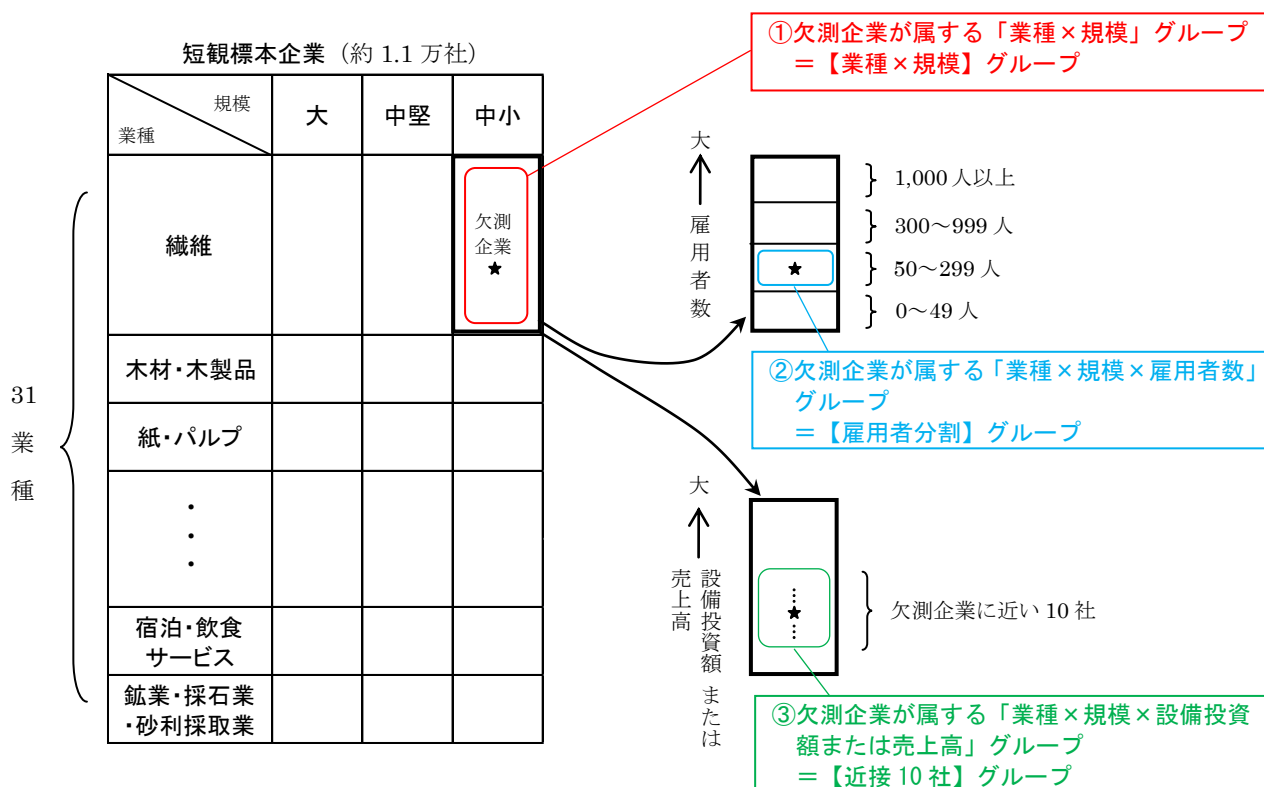 短観標本企業（約 1.1 万社）
規模
業種
大
中堅
中小
31
業
種
繊維
欠測
企業
★
木材・木製品
紙・パルプ
・
・
・
宿泊・飲食
サービス
鉱業・採石業
・砂利採取業
①欠測企業が属する「業種×規模」グループ
＝【業種×規模】グループ
大
雇用者数
1,000 人以上
300～999 人
★
50～299 人
0～49 人
②欠測企業が属する「業種×規模×雇用者数」
グループ
＝【雇用者分割】グループ
大
設備投資額 または
売上高
★
欠測企業に近い 10 社
③欠測企業が属する「業種×規模×設備投資
額または売上高」グループ
＝【近接 10 社】グループ